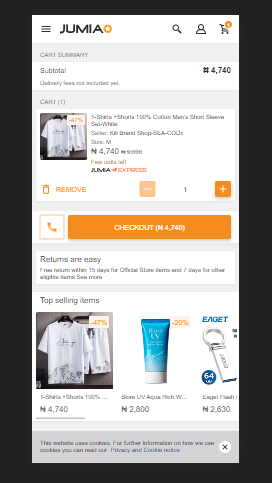 JUMIA
6
CART SUMMARY
Subtotal ₦ 4,740
Delivery fees not included yet.
CART (1)
-47%
T-Shirts +Shorts 100% Cotton Men's Short Sleeve
Set-White
Seller: Kili Brand Shop-SEA-CODs
Size: M
₦ 4,740
Few units left
JUMIA EXPRESS
REMOVE
1
CHECKOUT (₦ 4,740)
Returns are easy
Free return within 15 days for Official Store items and 7 days for other
eligible items See more
Top selling items
-47%
-20%
EAGET
64
GB
T-Shirts +Shorts 100% ...
Biore UV Aqua Rich W...
Eaget Flash
₦ 4,740
₦ 2,800
₦ 2,630
This website uses cookies. For further information on how we use
cookies you can read our Privacy and Cookie notice